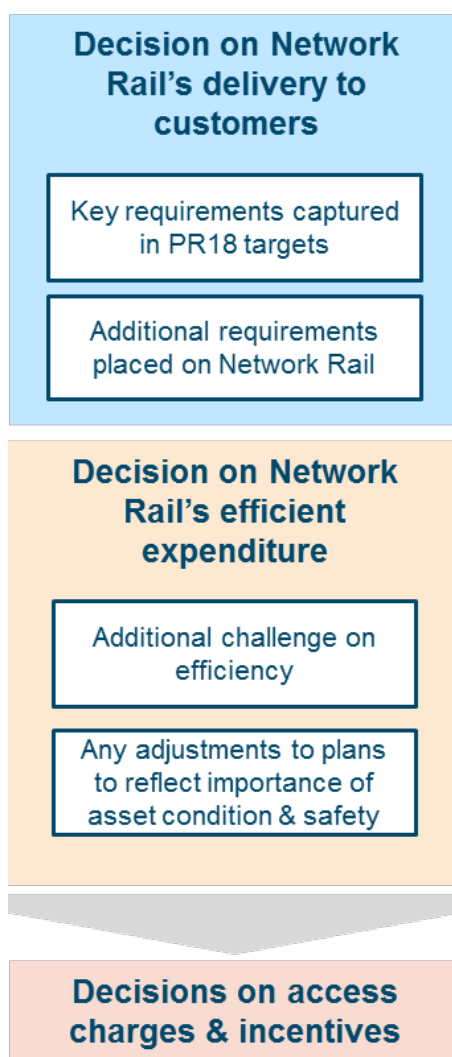 Decision on Network
Rail's delivery to
customers
Key requirements captured
in PR18 targets
Additional requirements
placed on Network Rail
Decision on Network
Rail's efficient
expenditure
Additional challenge on
efficiency
Any adjustments to plans
to reflect importance of
asset condition & safety
Decisions on access
charges & incentives